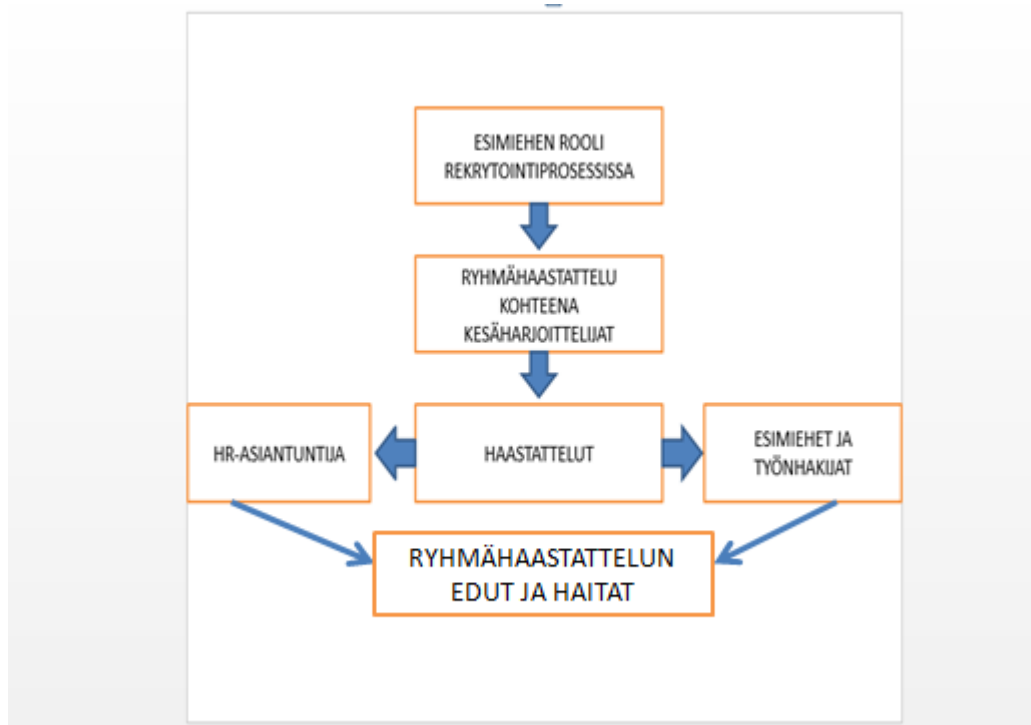 ESIMIEHEN ROOLI
REKRYTOINTIPROSESSISSA
RYHMÄHAASTATTELU
KOHTEENA
KESÄHARJOITTELIJAT
HR-ASIANTUNTIJA
HAASTATTELUT
ESIMIEHET JA
TYÖNHAKIJAT
RYHMÄHAASTATTELUN
EDUT JA HAITAT